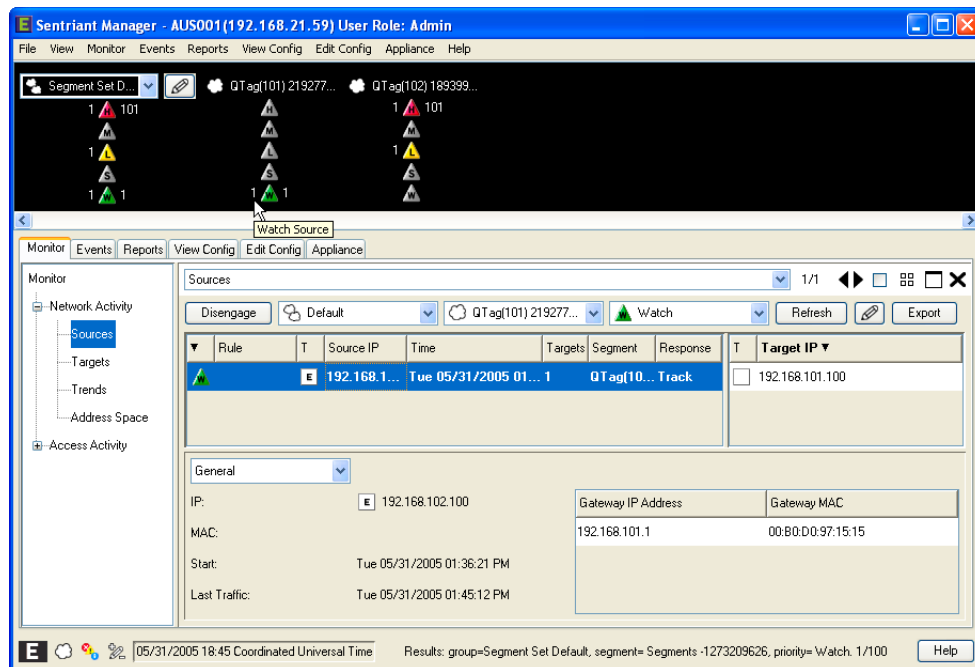 E Sentriant Manager - AUS001(192.168.21.59) User Role: Admin
File View Monitor Events Reports View Config Edit Config Appliance Help
Segment Set D... QTag(101) 219277... QTag(102) 189399...
1 H 101 H 1 H 101
M M M
1 L L 1 L
S S S
1 W 1 1 W 1 W
Watch Source
Monitor Events Reports View Config Edit Config Appliance
Monitor
Network Activity
Sources
Targets
Trends
Address Space
Access Activity
Sources 1/1
Disengage Default QTag(101) 219277... W Watch Refresh Export
Rule T Source IP Time Targets Segment Response T Target IP
W E 192.168.1... Tue 05/31/2005 01... 1 QTag(10... Track 192.168.101.100
General
IP: E 192.168.102.100
MAC:
Start: Tue 05/31/2005 01:36:21 PM
Last Traffic: Tue 05/31/2005 01:45:12 PM
Gateway IP Address Gateway MAC
192.168.101.1 00:B0:D0:97:15:15
E 05/31/2005 18:45 Coordinated Universal Time Results: group=Segment Set Default, segment= Segments -1273209626, priority= Watch. 1/100 Help